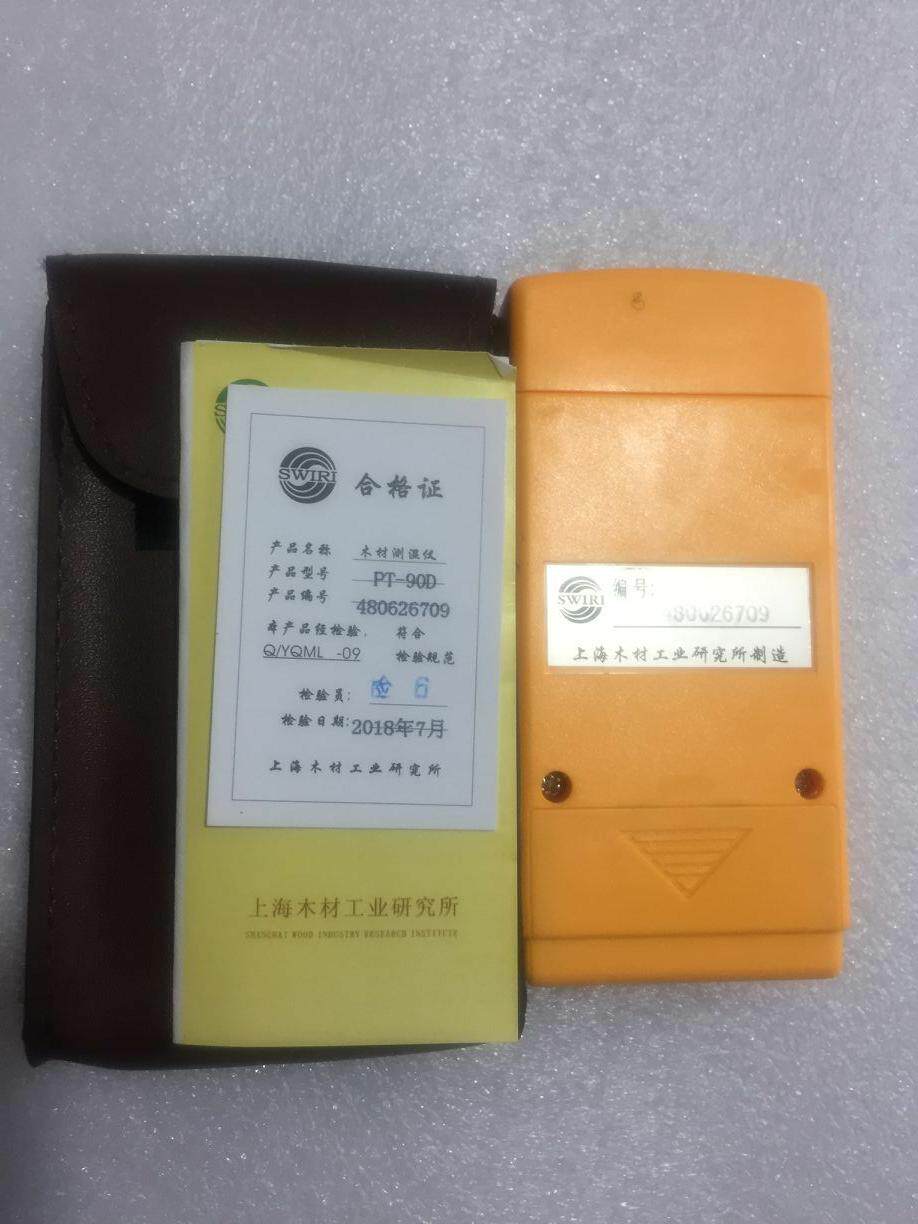 SWIRI
合格证
产品名称 木材测湿仪
产品型号 PT-90D
产品编号 480626709
本产品经检验, 符合
Q/YQML -09 检验规范
检验员: 6
检验日期: 2018年7月
上海木材工业研究所
上海木材工业研究所
SHANGHAI WOOD INDUSTRY RESEARCH INSTITUTE
SWIRI
编号:
480626709
上海木材工业研究所制造